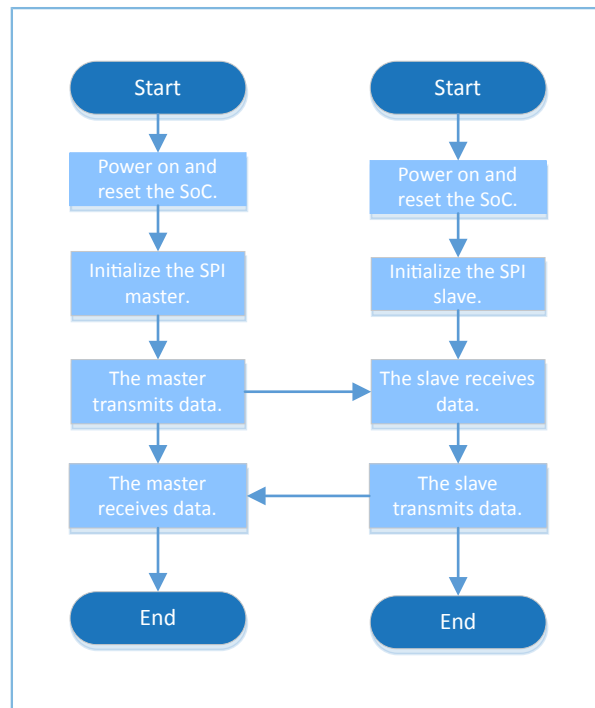 Start
Power on and
reset the SoC.
Initialize the SPI
master.
The master
transmits data.
The master
receives data.
End
Start
Power on and
reset the SoC.
Initialize the SPI
slave.
The slave receives
data.
The slave
transmits data.
End